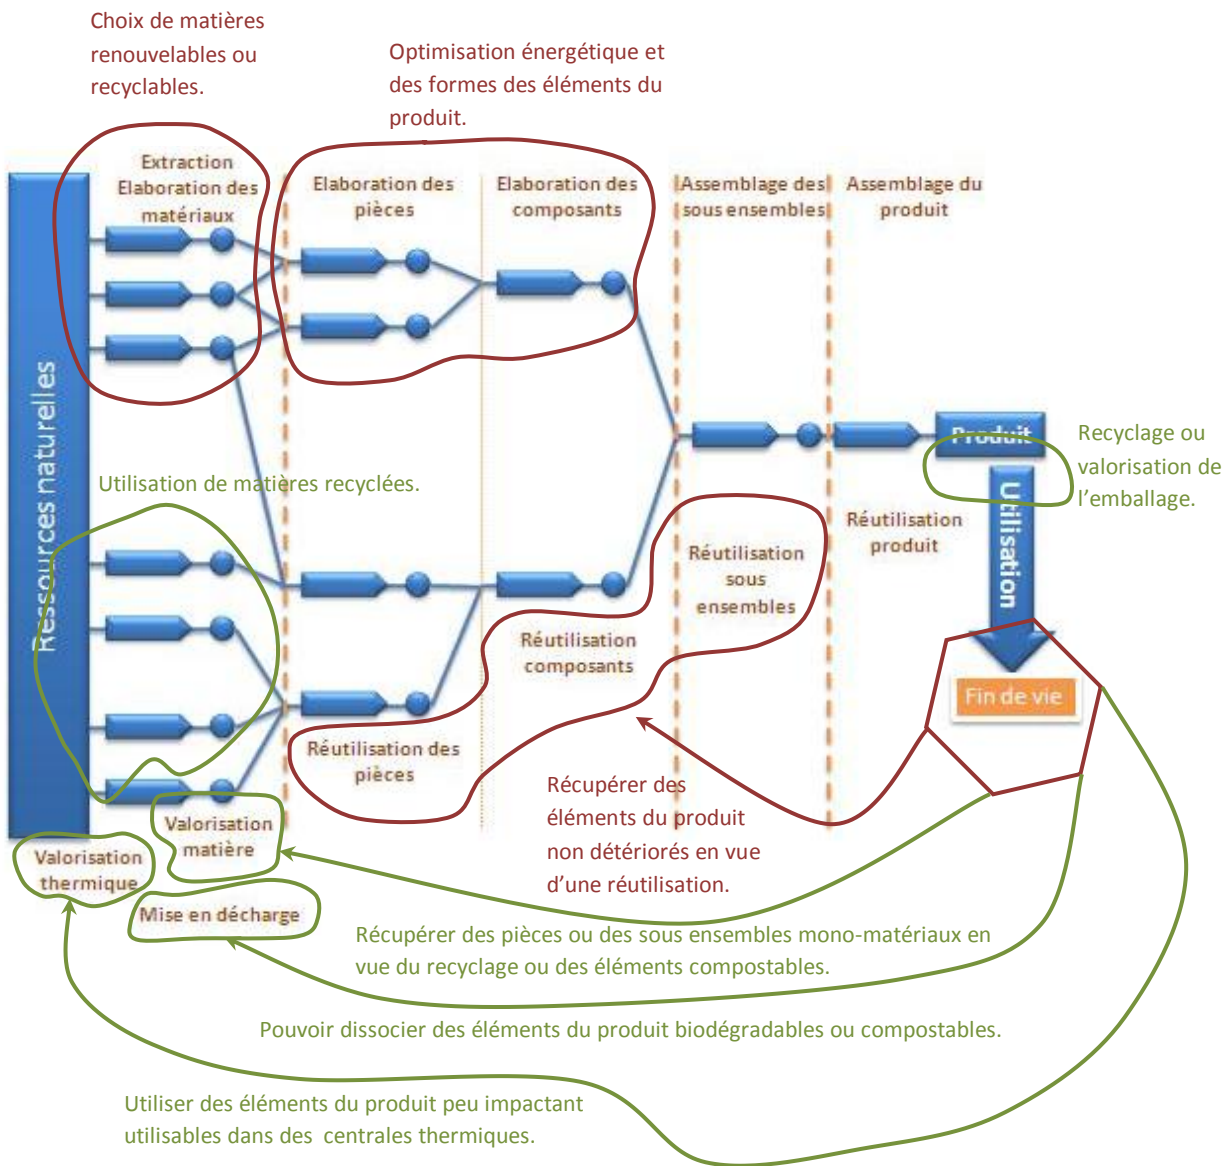 Choix de matières
renouvelables ou
recyclables.
Optimisation énergétique et
des formes des éléments du
produit.
Extraction
Elaboration des
matériaux
Elaboration des
pièces
Elaboration des
composants
Assemblage des
sous ensembles
Assemblage du
produit
Ressources naturelles
Produit
Utilisation
Recyclage ou
valorisation de
l’emballage.
Utilisation de matières recyclées.
Réutilisation
produit
Réutilisation
sous
ensembles
Réutilisation
composants
Fin de vie
Réutilisation des
pièces
Récupérer des
éléments du produit
non détériorés en vue
d’une réutilisation.
Valorisation
matière
Valorisation
thermique
Mise en décharge
Récupérer des pièces ou des sous ensembles mono-matériaux en
vue du recyclage ou des éléments compostables.
Pouvoir dissocier des éléments du produit biodégradables ou compostables.
Utiliser des éléments du produit peu impactant
utilisables dans des  centrales thermiques.